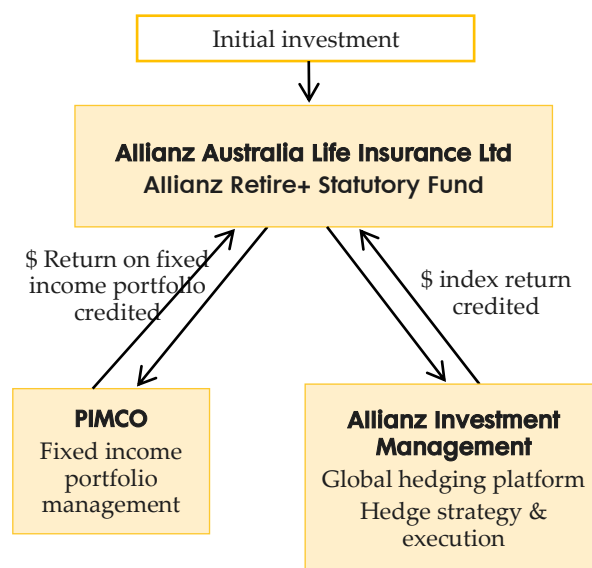 Initial investment
Allianz Australia Life Insurance Ltd
Allianz Retire+ Statutory Fund
$ Return on fixed
income portfolio
credited
$ index return
credited
PIMCO
Fixed income
portfolio
management
Allianz Investment
Management
Global hedging platform
Hedge strategy &
execution